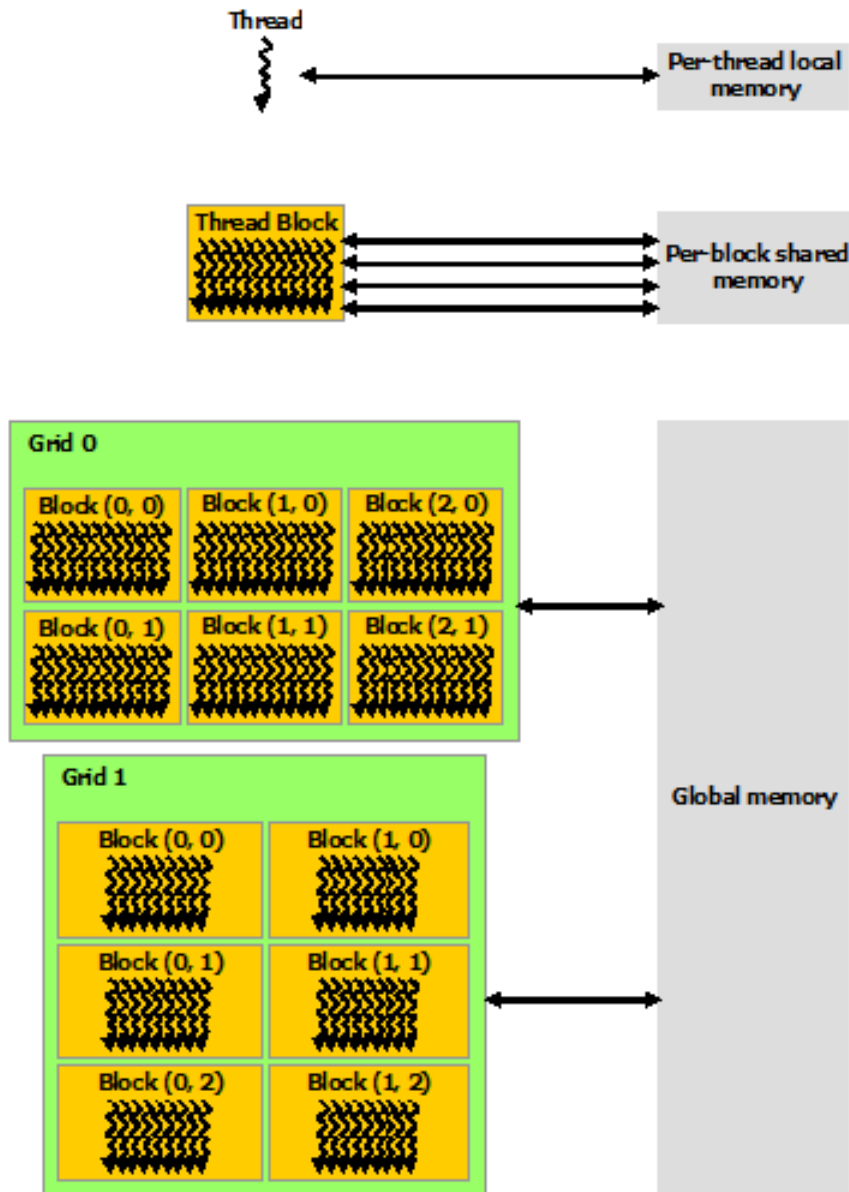 Thread
Per-thread local
memory
Thread Block
Per-block shared
memory
Grid 0
Block (0, 0)
Block (1, 0)
Block (2, 0)
Block (0, 1)
Block (1, 1)
Block (2, 1)
Grid 1
Global memory
Block (0, 0)
Block (1, 0)
Block (0, 1)
Block (1, 1)
Block (0, 2)
Block (1, 2)